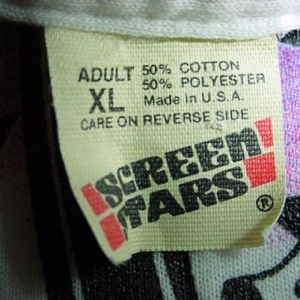 ADULT 50% COTTON
XL 50% POLYESTER
Made in U.S.A.
CARE ON REVERSE SIDE
SCREEN
STARS
®